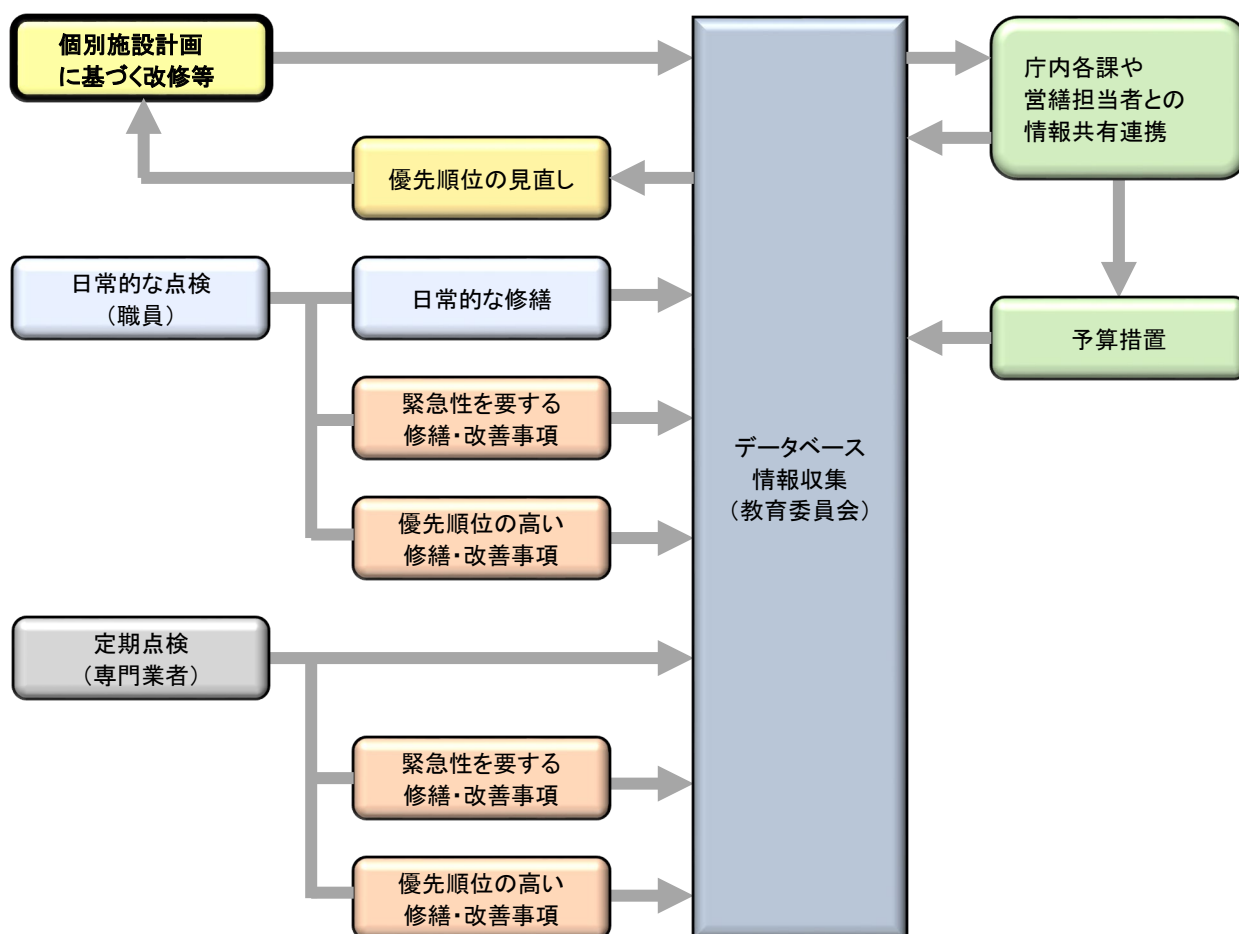 個別施設計画
に基づく改修等
優先順位の見直し
日常的な点検
（職員）
日常的な修繕
緊急性を要する
修繕・改善事項
優先順位の高い
修繕・改善事項
定期点検
（専門業者）
緊急性を要する
修繕・改善事項
優先順位の高い
修繕・改善事項
データベース
情報収集
（教育委員会）
庁内各課や
営繕担当者との
情報共有連携
予算措置